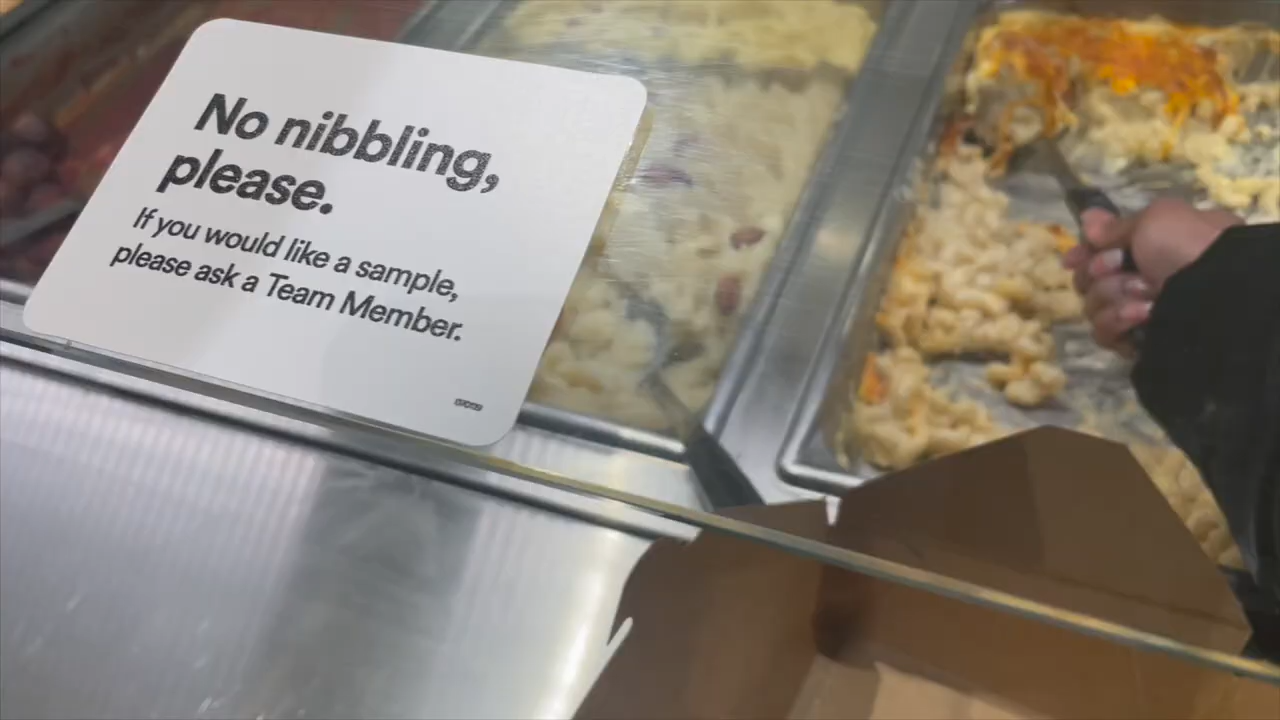 No nibbling,
please.
If you would like a sample,
please ask a Team Member.